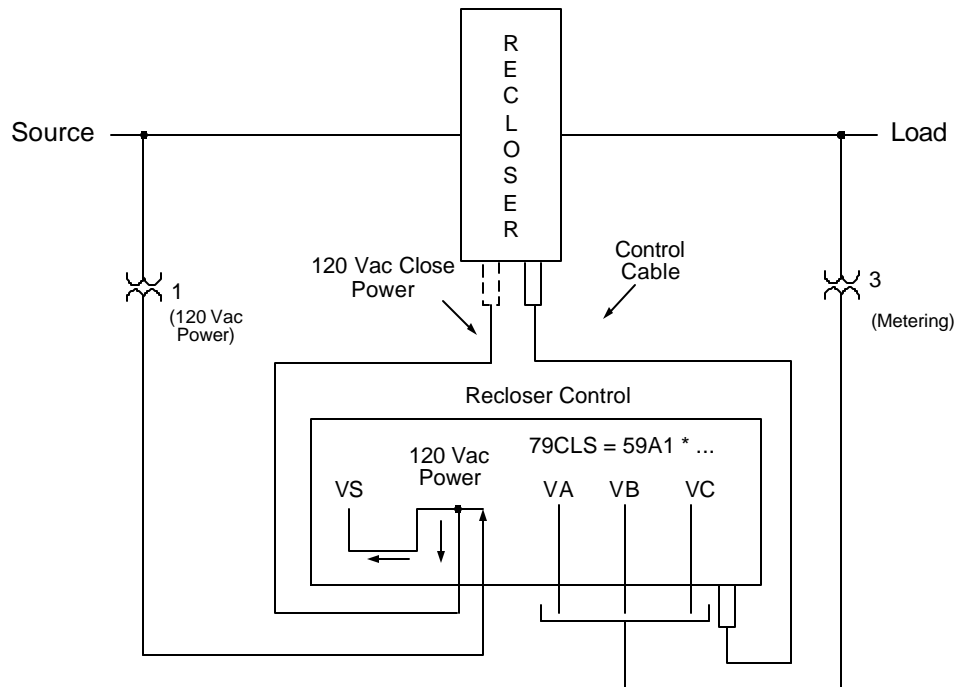 RECLOSER
Source
Load
120 Vac Close
Power
Control
Cable
1
(120 Vac
Power)
3
(Metering)
Recloser Control
120 Vac
Power
79CLS = 59A1 * ...
VS
VA
VB
VC